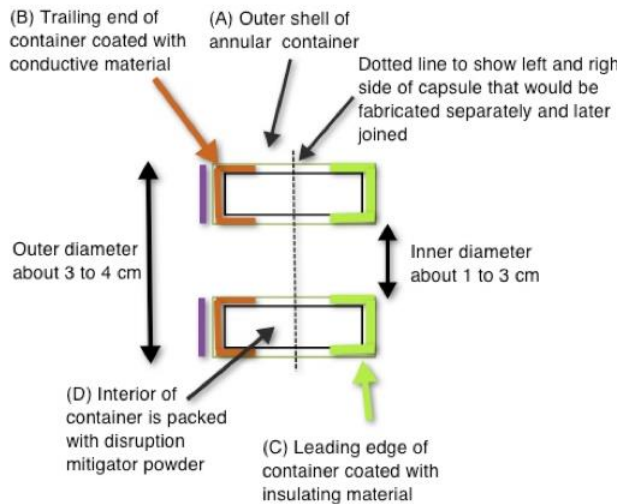 (B) Trailing end of
container coated with
conductive material
(A) Outer shell of
annular container
Dotted line to show left and righ
side of capsule that would be
fabricated separately and later
joined
Outer diameter
about 3 to 4 cm
Inner diameter
about 1 to 3 cm
(D) Interior of
container is packed
with disruption
mitigator powder
(C) Leading edge of
container coated with
insulating material